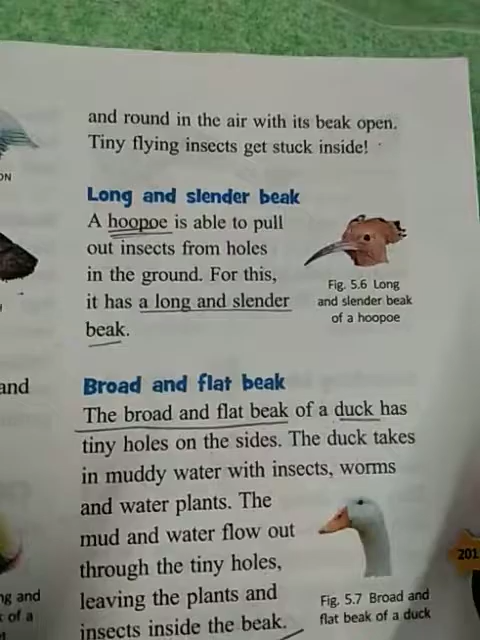 and round in the air with its beak open.
Tiny flying insects get stuck inside!
Long and slender beak
A hoopoe is able to pull
out insects from holes
in the ground. For this,
it has a long and slender
beak.
Fig. 5.6 Long
and slender beak
of a hoopoe
Broad and flat beak
The broad and flat beak of a duck has
tiny holes on the sides. The duck takes
in muddy water with insects, worms
and water plants. The
mud and water flow out
through the tiny holes,
leaving the plants and
insects inside the beak.
Fig. 5.7 Broad and
flat beak of a duck
ON
and
ng and
of a
201